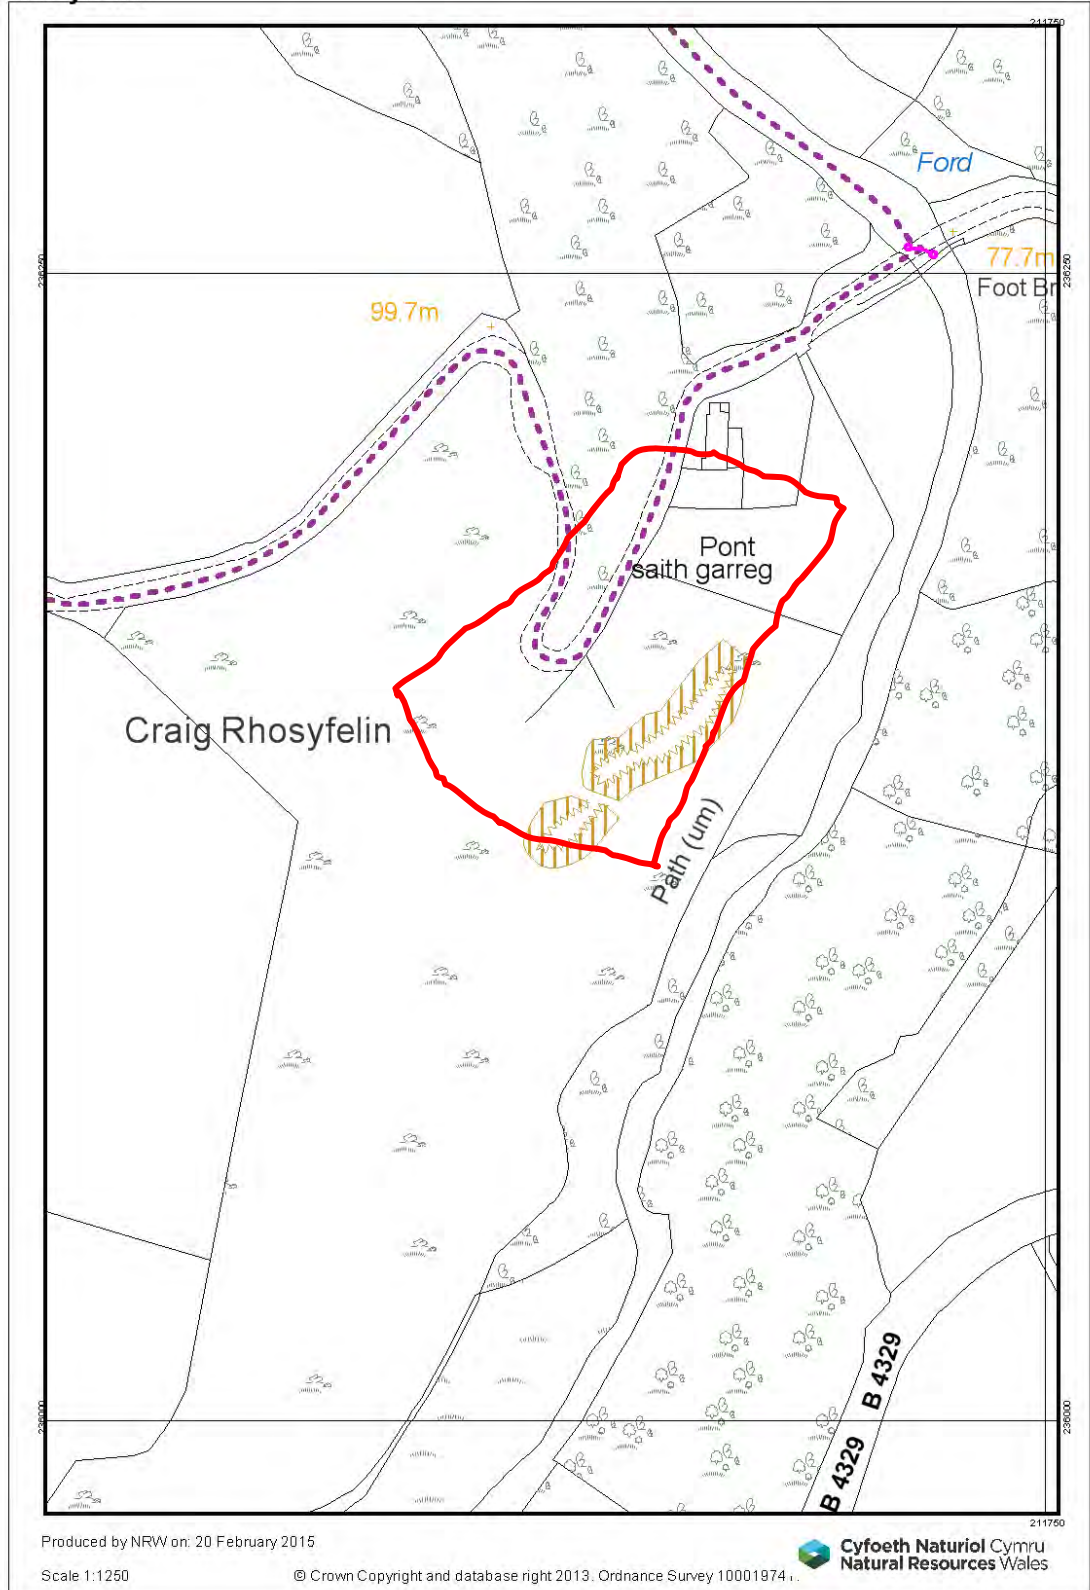 211750
Ford
236250
236250
77.7m
Foot Br
99.7m
Pont
saith garreg
Craig Rhosyfelin
Path (um)
B 4329
B 4329
236000
236000
211750
Produced by NRW on: 20 February 2015
Scale 1:1250
© Crown Copyright and database right 2013. Ordnance Survey 10001974
Cyfoeth Naturiol Cymru
Natural Resources Wales